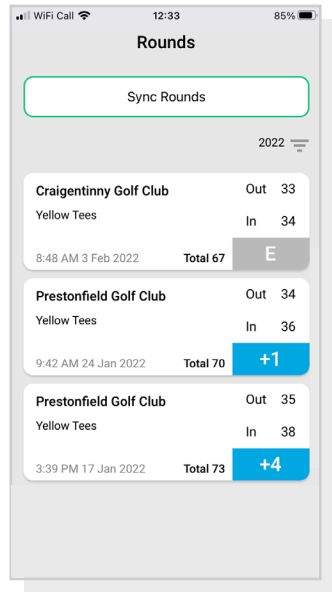 WiFi Call 12:33 85%
Rounds
Sync Rounds
2022
Craigentinny Golf Club Out 33
Yellow Tees
In 34
8:48 AM 3 Feb 2022 Total 67 E
Prestonfield Golf Club Out 34
Yellow Tees
In 36
9:42 AM 24 Jan 2022 Total 70 +1
Prestonfield Golf Club Out 35
Yellow Tees
In 38
3:39 PM 17 Jan 2022 Total 73 +4